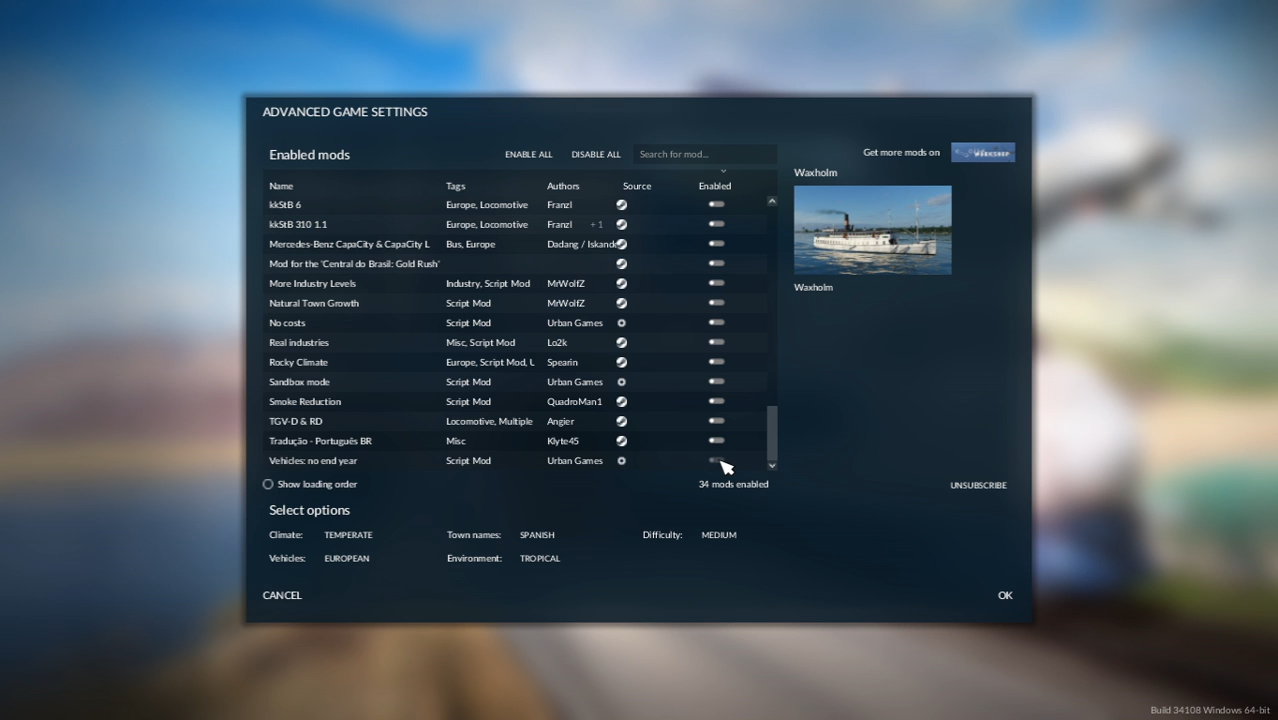 ADVANCED GAME SETTINGS
Enabled mods ENABLE ALL DISABLE ALL Search for mod... Get more mods on WORKSHOP
Waxholm
Name Tags Authors Source Enabled
kkStB 6 Europe, Locomotive Franzl
kkStB 310 1.1 Europe, Locomotive Franzl + 1
Mercedes-Benz CapaCity & CapaCity L Bus, Europe Dadang / Iskande
Mod for the 'Central do Brasil: Gold Rush'
More Industry Levels Industry, Script Mod MrWolfZ
Waxholm
Natural Town Growth Script Mod MrWolfZ
No costs Script Mod Urban Games
Real industries Misc, Script Mod Lo2k
Rocky Climate Europe, Script Mod, U Spearin
Sandbox mode Script Mod Urban Games
Smoke Reduction Script Mod QuadroMan1
TGV-D & RD Locomotive, Multiple Angier
Tradução - Português BR Misc Klyte45
Vehicles: no end year Script Mod Urban Games
Show loading order 34 mods enabled UNSUBSCRIBE
Select options
Climate: TEMPERATE Town names: SPANISH Difficulty: MEDIUM
Vehicles: EUROPEAN Environment: TROPICAL
CANCEL OK
Build 34108 Windows 64-bit